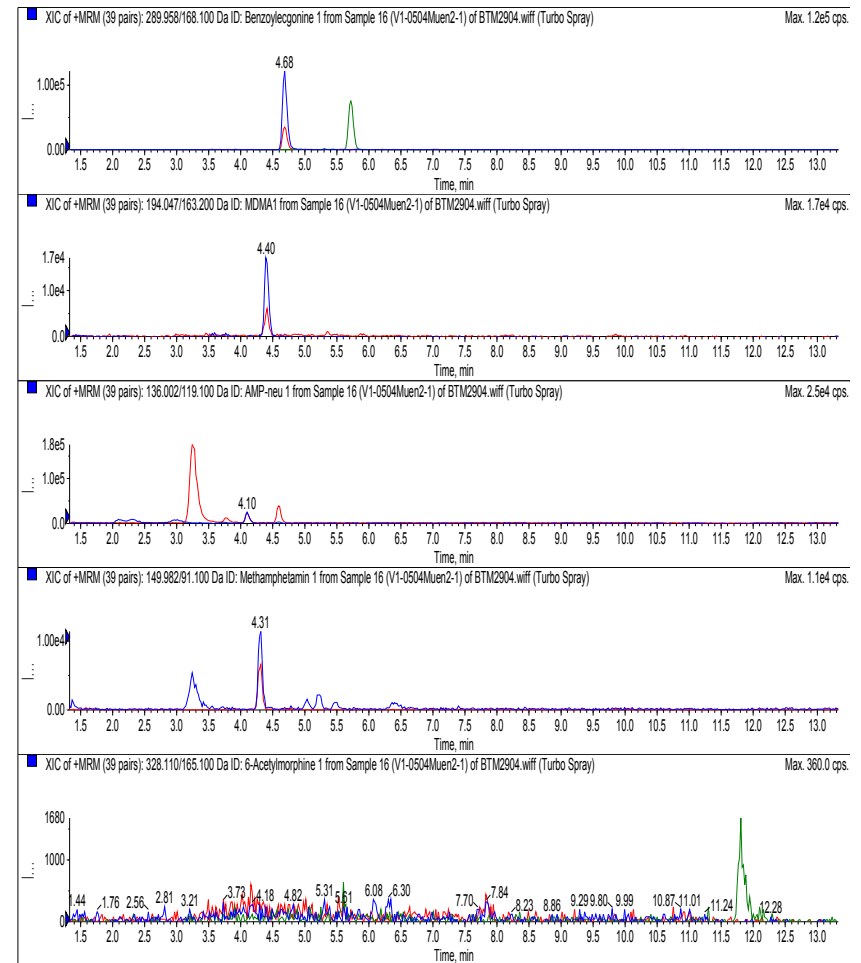 XIC of +MRM (39 pairs): 289.958/168.100 Da ID: Benzoylecgonine 1 from Sample 16 (V1-0504Muen2-1) of BTM2904.wiff (Turbo Spray) Max. 1.2e5 cps.
4.68
1.00e5
I...
0.00
1.5 2.0 2.5 3.0 3.5 4.0 4.5 5.0 5.5 6.0 6.5 7.0 7.5 8.0 8.5 9.0 9.5 10.0 10.5 11.0 11.5 12.0 12.5 13.0
Time, min
XIC of +MRM (39 pairs): 194.047/163.200 Da ID: MDMA1 from Sample 16 (V1-0504Muen2-1) of BTM2904.wiff (Turbo Spray) Max. 1.7e4 cps.
4.40
1.7e4
1.0e4
I...
0.0
1.5 2.0 2.5 3.0 3.5 4.0 4.5 5.0 5.5 6.0 6.5 7.0 7.5 8.0 8.5 9.0 9.5 10.0 10.5 11.0 11.5 12.0 12.5 13.0
Time, min
XIC of +MRM (39 pairs): 136.002/119.100 Da ID: AMP-neu 1 from Sample 16 (V1-0504Muen2-1) of BTM2904.wiff (Turbo Spray) Max. 2.5e4 cps.
1.8e5
1.0e5
4.10
I...
0.0
1.5 2.0 2.5 3.0 3.5 4.0 4.5 5.0 5.5 6.0 6.5 7.0 7.5 8.0 8.5 9.0 9.5 10.0 10.5 11.0 11.5 12.0 12.5 13.0
Time, min
XIC of +MRM (39 pairs): 149.982/91.100 Da ID: Methamphetamin 1 from Sample 16 (V1-0504Muen2-1) of BTM2904.wiff (Turbo Spray) Max. 1.1e4 cps.
4.31
1.00e4
I...
0.00
1.5 2.0 2.5 3.0 3.5 4.0 4.5 5.0 5.5 6.0 6.5 7.0 7.5 8.0 8.5 9.0 9.5 10.0 10.5 11.0 11.5 12.0 12.5 13.0
Time, min
XIC of +MRM (39 pairs): 328.110/165.100 Da ID: 6-Acetylmorphine 1 from Sample 16 (V1-0504Muen2-1) of BTM2904.wiff (Turbo Spray) Max. 360.0 cps.
1680
1000
I...
1.44 1.76 2.56 2.81 3.21 3.73 4.18 4.82 5.31 5.61 6.08 6.30 7.70 7.84 8.23 8.86 9.29 9.80 9.99 10.87 11.01 11.24 12.28
0
1.5 2.0 2.5 3.0 3.5 4.0 4.5 5.0 5.5 6.0 6.5 7.0 7.5 8.0 8.5 9.0 9.5 10.0 10.5 11.0 11.5 12.0 12.5 13.0
Time, min